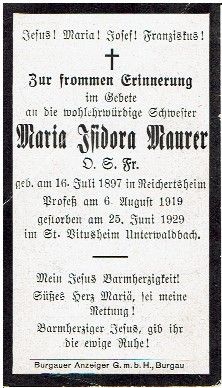 Jesus! Maria! Josef! Franziskus!
Zur frommen Erinnerung
im Gebete
an die wohlehrwürdige Schwester
Maria Isidora Maurer
O. S. Fr.
geb. am 16. Juli 1897 in Reichertsheim
Profeß am 6. August 1919
gestorben am 25. Juni 1929
im St. Vitusheim Unterwaldbach.
Mein Jesus Barmherzigkeit!
Süßes Herz Mariä, sei meine
Rettung!
Barmherziger Jesus, gib ihr
die ewige Ruhe!
Burgauer Anzeiger G. m. b. H., Burgau